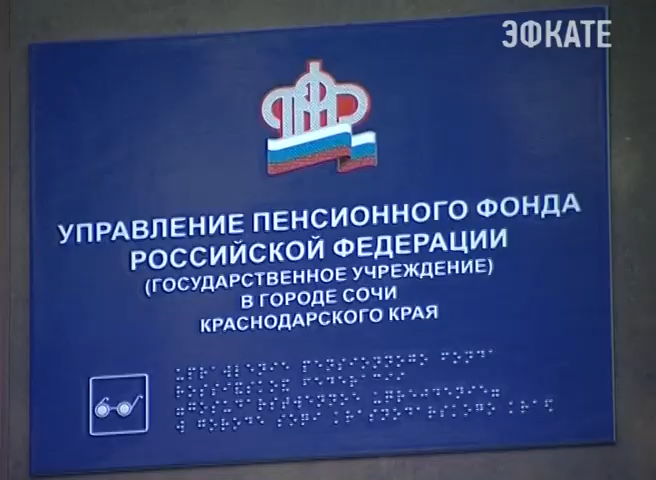 ЭФКАТЕ
УПРАВЛЕНИЕ ПЕНСИОННОГО ФОНДА
РОССИЙСКОЙ ФЕДЕРАЦИИ
(ГОСУДАРСТВЕННОЕ УЧРЕЖДЕНИЕ)
В ГОРОДЕ СОЧИ
КРАСНОДАРСКОГО КРАЯ